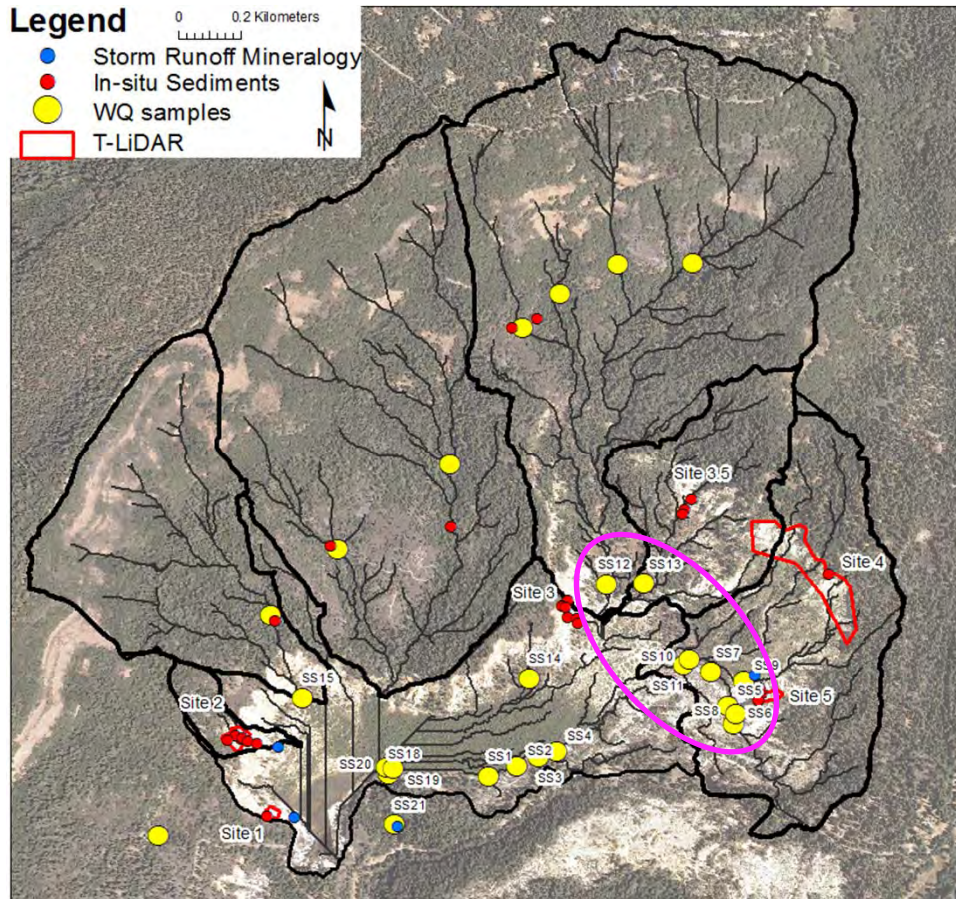 Legend
0 0.2 Kilometers
Storm Runoff Mineralogy
In-situ Sediments
WQ samples
T-LiDAR
N
Site 3.5
Site 4
SS12
SS13
Site 3
SS10
SS7
SS9
SS11
SS14
SS5
Site 5
SS15
SS8
SS6
Site 2
SS4
SS2
SS18
SS1
SS20
SS3
SS19
SS21
Site 1